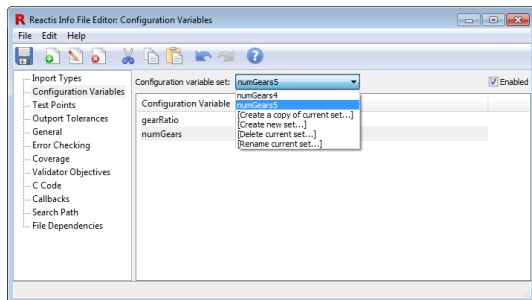 Reactis Info File Editor: Configuration Variables
File Edit Help
Inport Types
Configuration Variables
Test Points
Outport Tolerances
General
Error Checking
Coverage
Validator Objectives
C Code
Callbacks
Search Path
File Dependencies
Configuration variable set: numGears5 Enabled
numGears4
numGears5
[Create a copy of current set...]
[Create new set...]
[Delete current set...]
[Rename current set...]
Configuration Variable
gearRatio
numGears